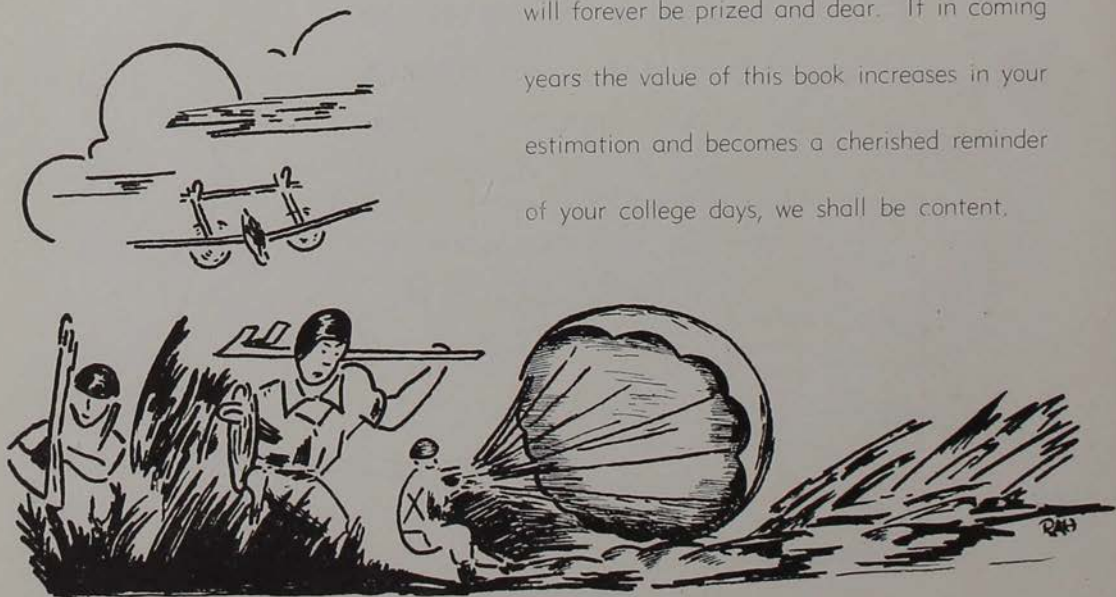 will forever be prized and dear. If in coming
years the value of this book increases in your
estimation and becomes a cherished reminder
of your college days, we shall be content.
RAH